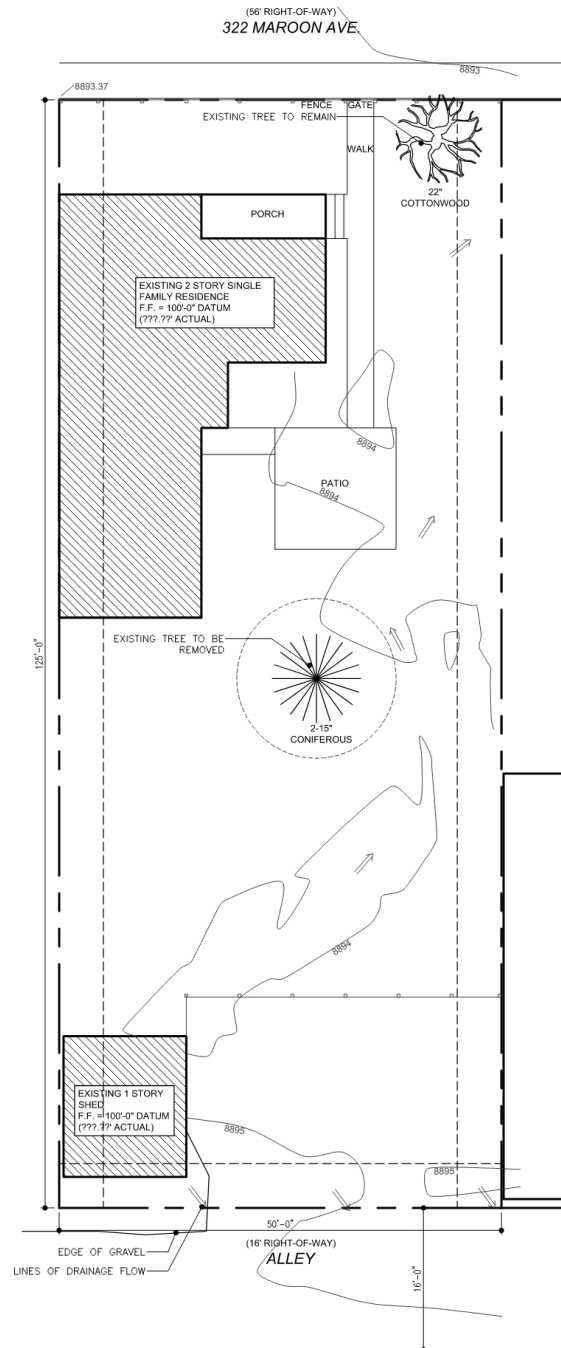 (56' RIGHT-OF-WAY)
322 MAROON AVE.
8893
8893.37
FENCE GATE
EXISTING TREE TO REMAIN
WALK
22"
COTTONWOOD
PORCH
EXISTING 2 STORY SINGLE
FAMILY RESIDENCE
F.F. = 100'-0" DATUM
(???.??' ACTUAL)
8894
PATIO
8894
125'-0"
EXISTING TREE TO BE
REMOVED
2-15"
CONIFEROUS
8894
EXISTING 1 STORY
SHED
F.F. = 100'-0" DATUM
(???.??' ACTUAL)
8895
8895
50'-0"
(16' RIGHT-OF-WAY)
ALLEY
EDGE OF GRAVEL
LINES OF DRAINAGE FLOW
16'-0"